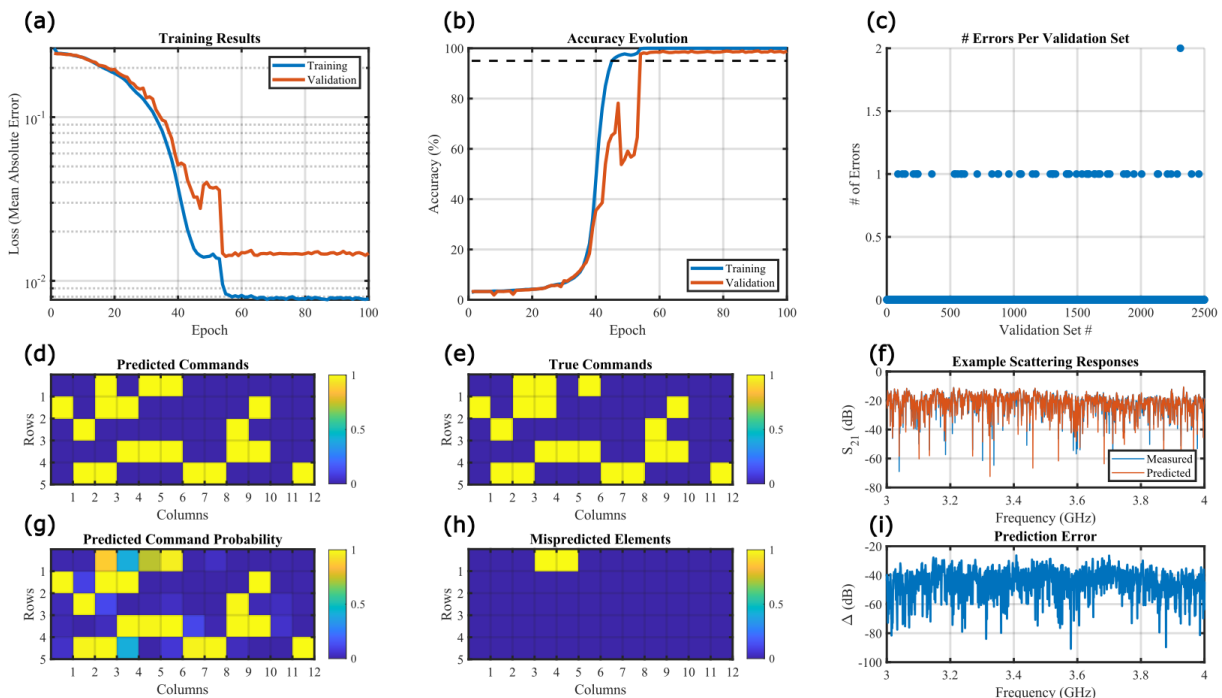 (a)
Training Results
Loss (Mean Absolute Error)
10^-1
10^-2
0 20 40 60 80 100
Epoch
Training
Validation
(b)
Accuracy Evolution
Accuracy (%)
100
80
60
40
20
0
0 20 40 60 80 100
Epoch
Training
Validation
(c)
# Errors Per Validation Set
# of Errors
2
1.5
1
0.5
0
0 500 1000 1500 2000 2500
Validation Set #
(d)
Predicted Commands
Rows
1
2
3
4
5
1 2 3 4 5 6 7 8 9 10 11 12
Columns
1
0.5
0
(e)
True Commands
Rows
1
2
3
4
5
1 2 3 4 5 6 7 8 9 10 11 12
Columns
1
0.5
0
(f)
Example Scattering Responses
S21 (dB)
0
-20
-40
-60
-80
Measured
Predicted
3 3.2 3.4 3.6 3.8 4
Frequency (GHz)
(g)
Predicted Command Probability
Rows
1
2
3
4
5
1 2 3 4 5 6 7 8 9 10 11 12
Columns
1
0.5
0
(h)
Mispredicted Elements
Rows
1
2
3
4
5
1 2 3 4 5 6 7 8 9 10 11 12
Columns
1
0.5
0
(i)
Prediction Error
Δ (dB)
-20
-40
-60
-80
-100
3 3.2 3.4 3.6 3.8 4
Frequency (GHz)